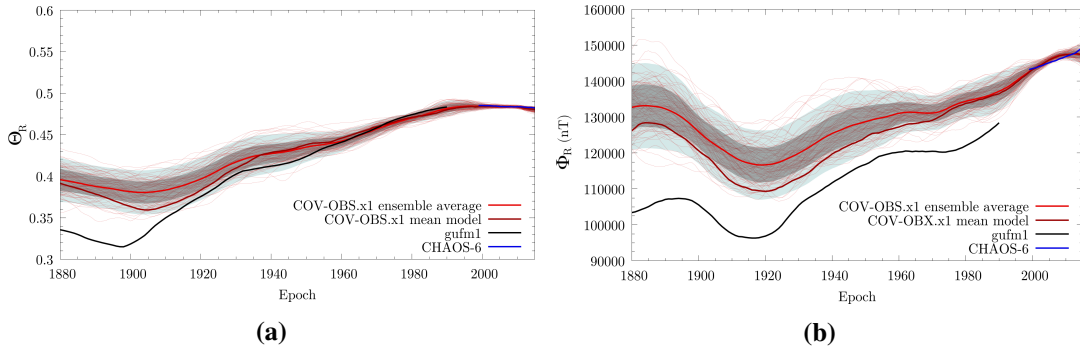 0.6
0.55
0.5
0.45
0.4
0.35
0.3
Θ_R
1880 1900 1920 1940 1960 1980 2000
Epoch
COV-OBS.x1 ensemble average
COV-OBS.x1 mean model
gufm1
CHAOS-6
(a)
160000
150000
140000
130000
120000
110000
100000
90000
Φ_R (nT)
1880 1900 1920 1940 1960 1980 2000
Epoch
COV-OBS.x1 ensemble average
COV-OBX.x1 mean model
gufm1
CHAOS-6
(b)